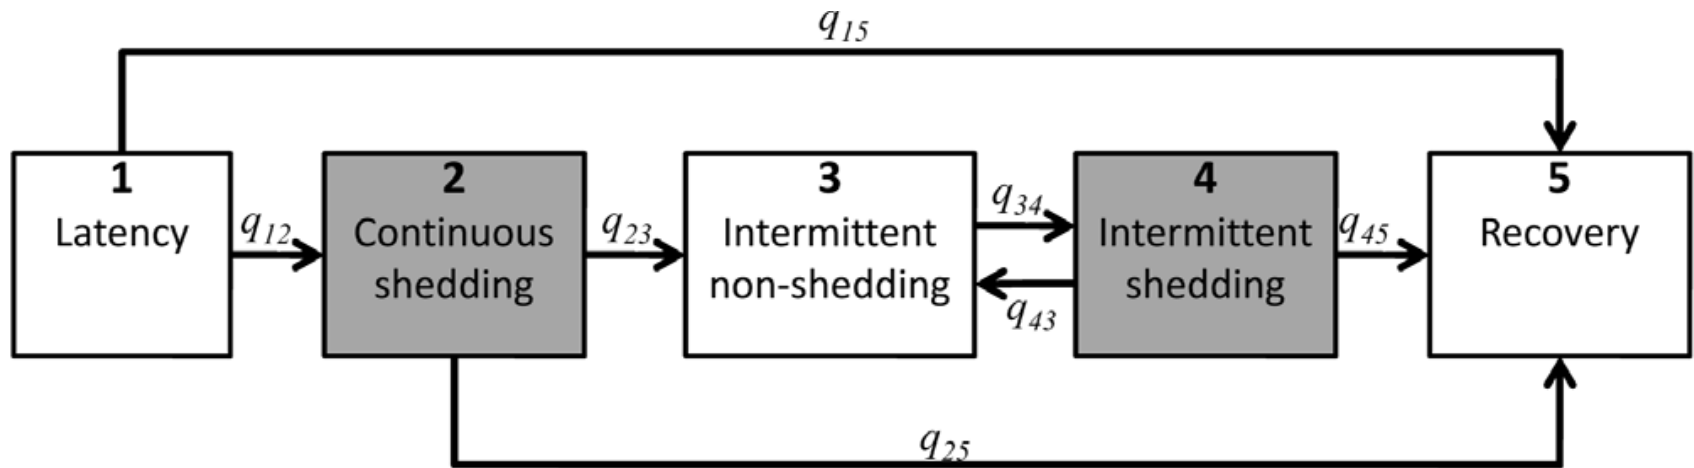 q15
1
Latency
q12
2
Continuous
shedding
q23
3
Intermittent
non-shedding
q34
q43
4
Intermittent
shedding
q45
5
Recovery
q25